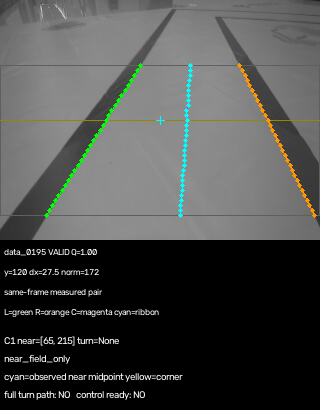 data_0195 VALID Q=1.00
y=120 dx=27.5 norm=172
same-frame measured pair
L=green R=orange C=magenta cyan=ribbon
C1 near=[65, 215] turn=None
near_field_only
cyan=observed near midpoint yellow=corner
full turn path: NO control ready: NO